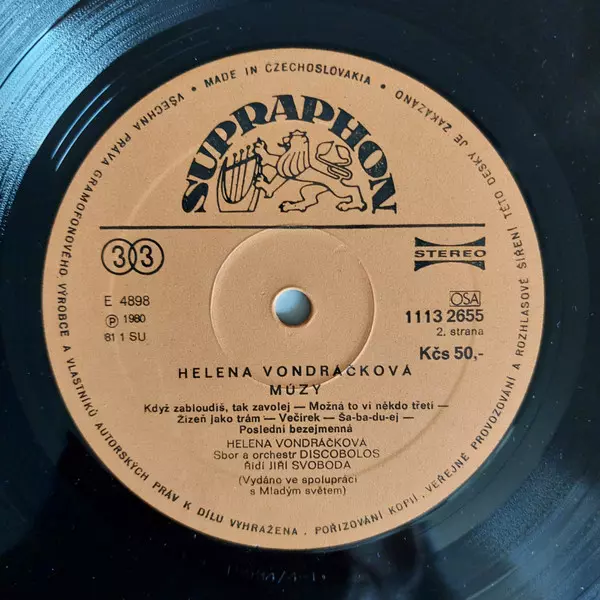 VŠECHNA PRÁVA GRAMOFONOVÉHO VÝROBCE A VLASTNÍKŮ AUTORSKÝCH PRÁV K DÍLU VYHRAŽENA . POŘIZOVÁNÍ KOPIÍ . VEŘEJNÉ PROVOZOVÁNÍ A ROZHLASOVÉ ŠÍŘENÍ TÉTO DESKY JE ZAKÁZÁNO
• MADE IN CZECHOSLOVAKIA •
SUPRAPHON
33
STEREO
E 4898
Ⓟ 1980
81 1 SU
OSA
1113 2655
2. strana
Kčs 50,-
HELENA VONDRÁČKOVÁ
MÚZY
Když zabloudíš, tak zavolej — Možná to ví někdo třetí —
Žízeň jako trám — Večírek — Ša-ba-du-ej —
Poslední bezejmenná
HELENA VONDRÁČKOVÁ
Sbor a orchestr DISCOBOLOS
Řídí JIŘÍ SVOBODA
(Vydáno ve spolupráci
s Mladým světem)